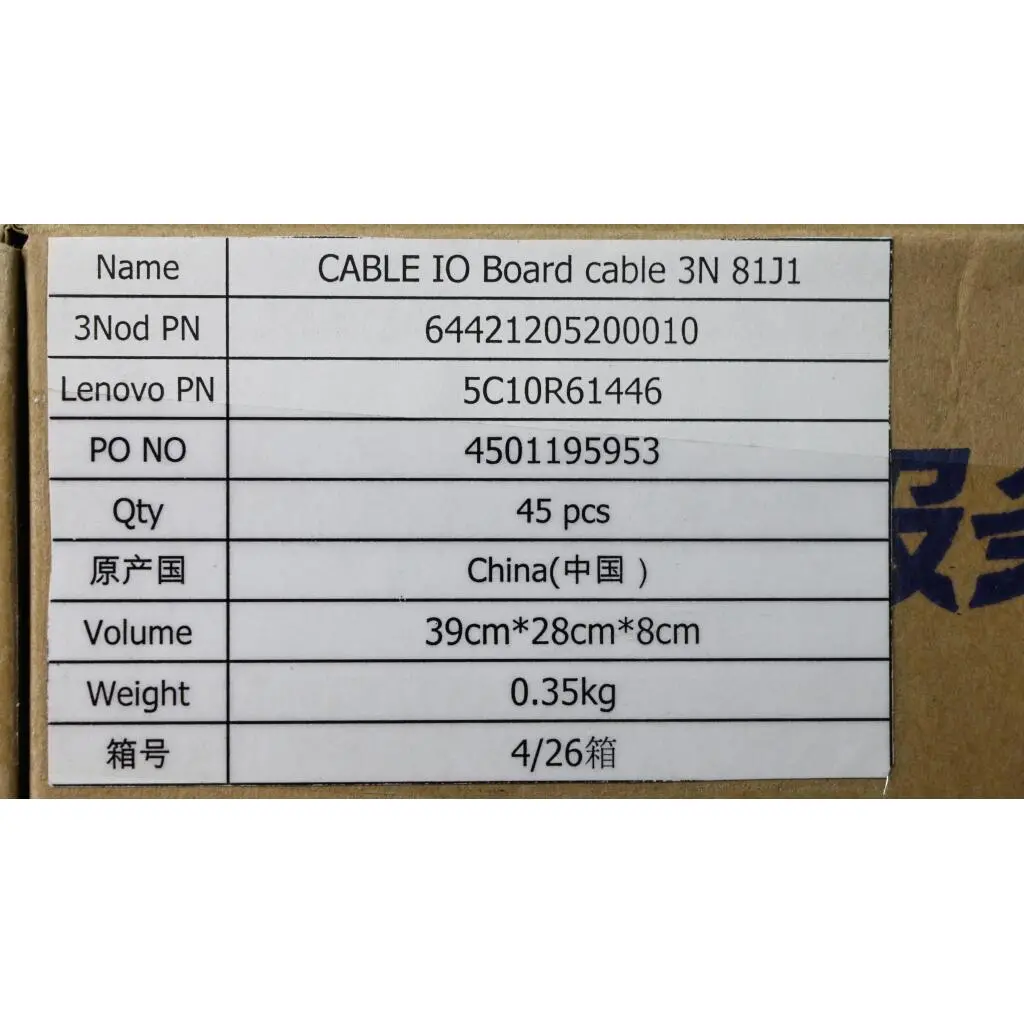 Name CABLE IO Board cable 3N 81J1
3Nod PN 64421205200010
Lenovo PN 5C10R61446
PO NO 4501195953
Qty 45 pcs
原产国 China(中国 )
Volume 39cm*28cm*8cm
Weight 0.35kg
箱号 4/26箱